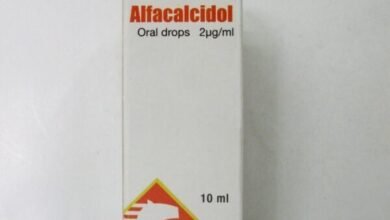 Alfacalcidol
Oral drops 2µg/ml
10 ml